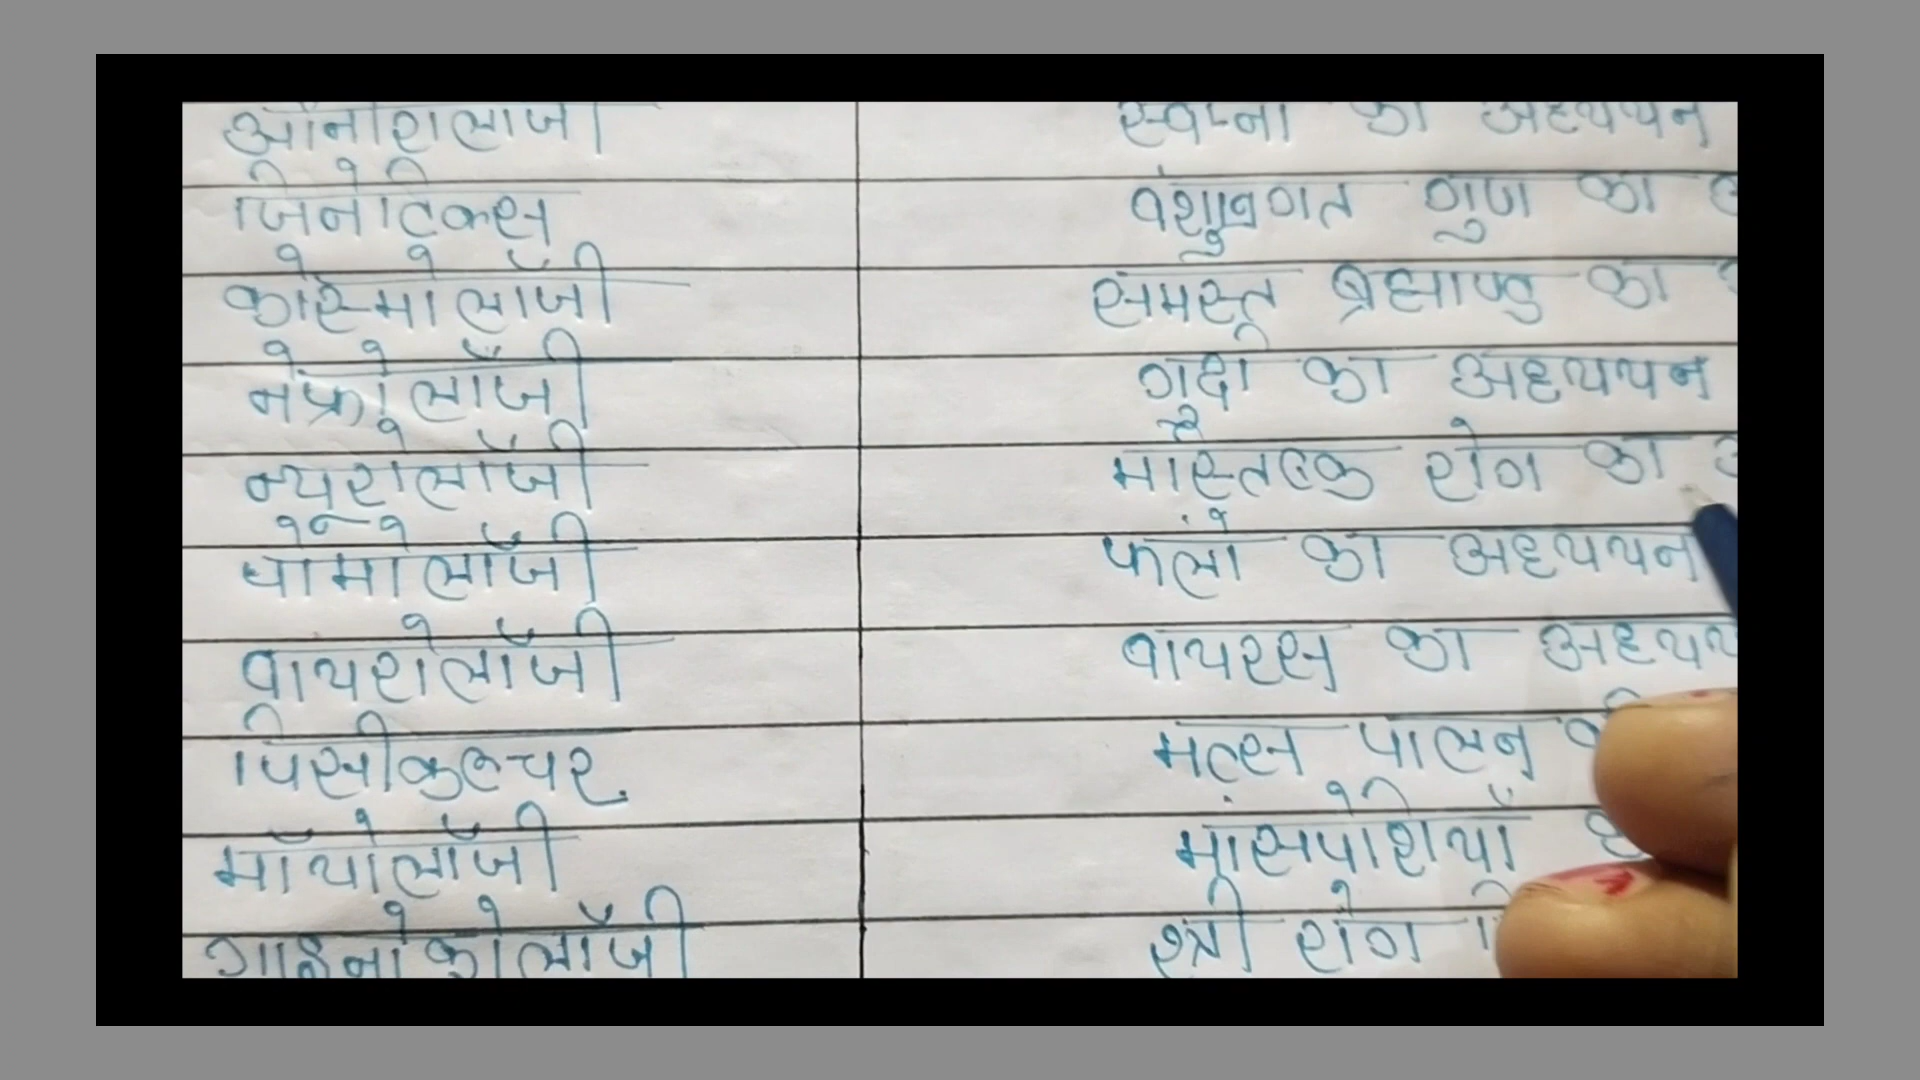 ओनीरोलॉजी स्वप्नों का अध्ययन
जिनेटिक्स वंशानुगत गुण का
कोस्मोलॉजी समस्त ब्रह्माण्ड का
नेफ्रोलॉजी गुर्दा का अध्ययन
न्यूरोलॉजी मास्तिष्क रोग का
पोमोलॉजी फलों का अध्ययन
वायरोलॉजी वायरस का
पिसीकल्चर मत्स पालन
मॉयोलॉजी मांसपेशियों
गाइनोकोलॉजी स्त्री रोग